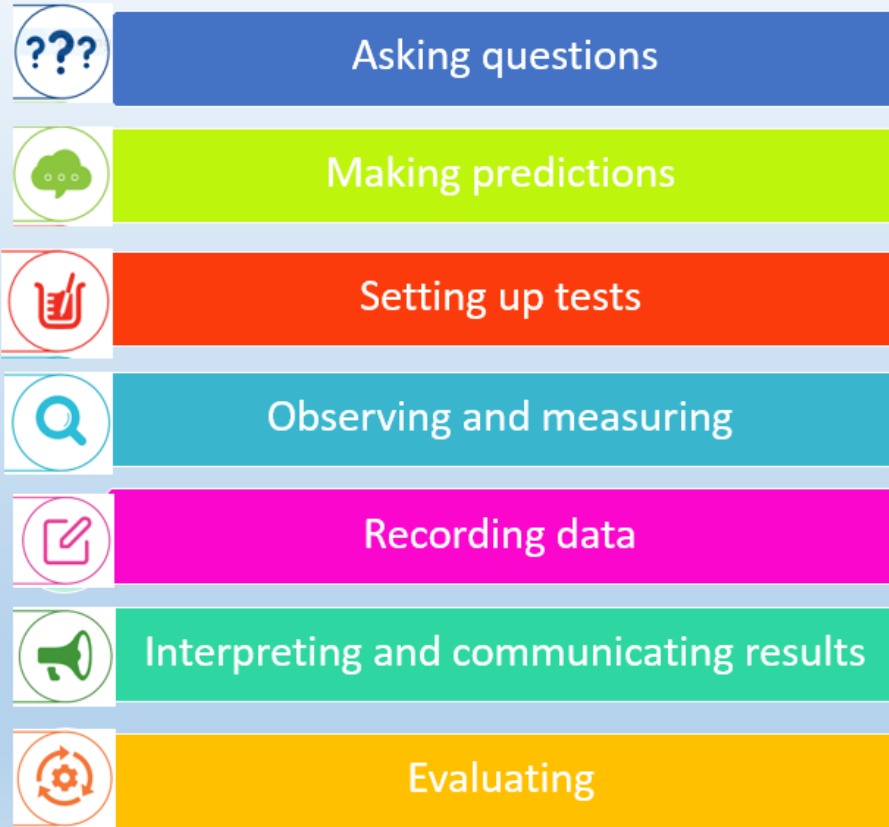 ???
Asking questions
Making predictions
Setting up tests
Observing and measuring
Recording data
Interpreting and communicating results
Evaluating